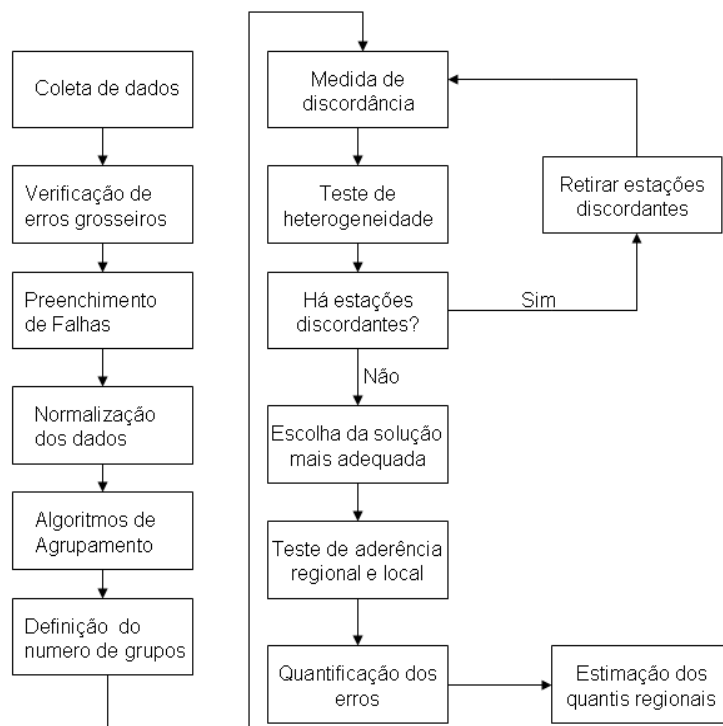 Coleta de dados
Verificação de
erros grosseiros
Preenchimento
de Falhas
Normalização
dos dados
Algoritmos de
Agrupamento
Definição do
numero de grupos
Medida de
discordância
Teste de
heterogeneidade
Há estações
discordantes?
Sim
Retirar estações
discordantes
Não
Escolha da solução
mais adequada
Teste de aderência
regional e local
Quantificação dos
erros
Estimação dos
quantis regionais